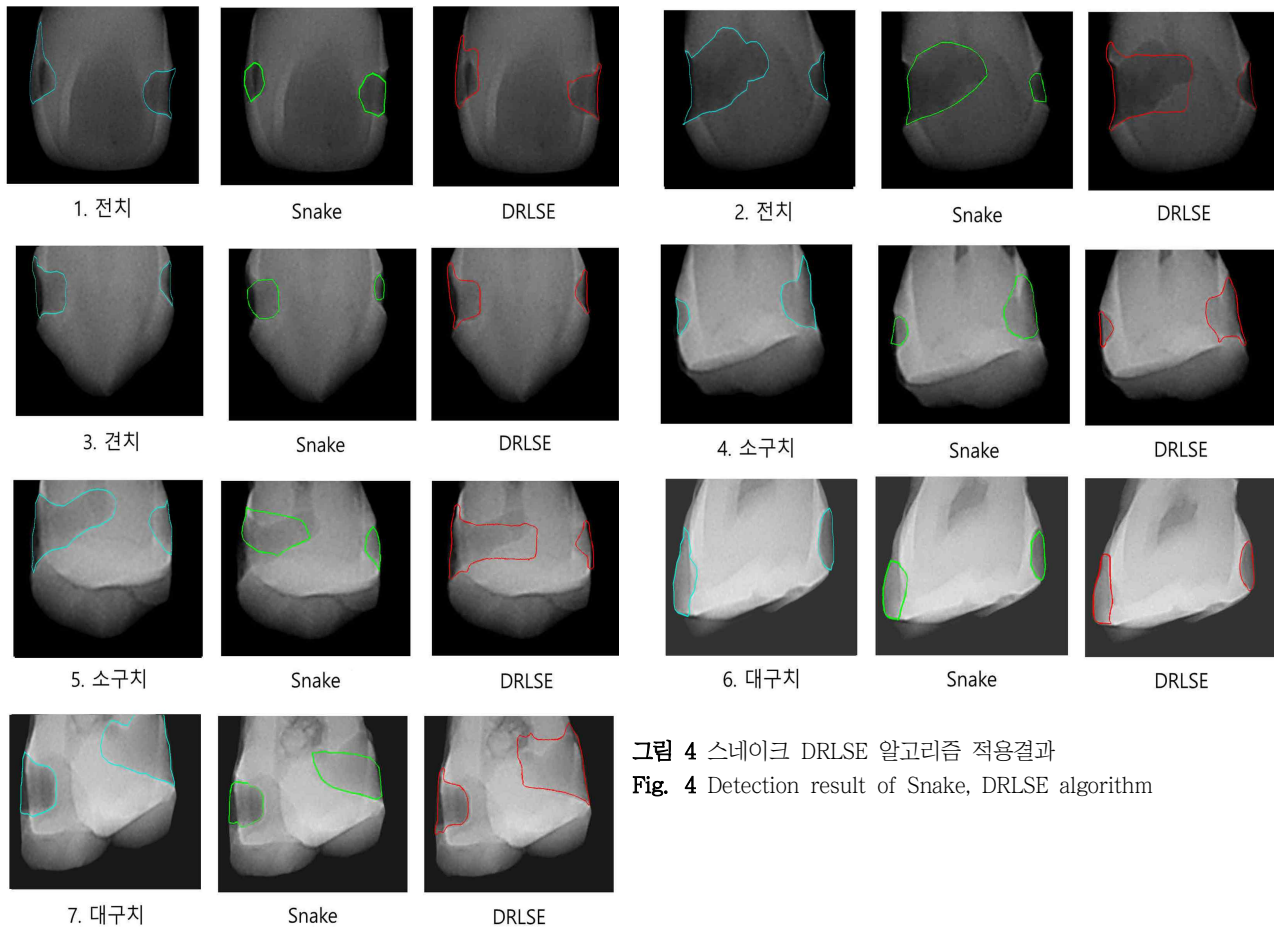 1. 전치 Snake DRLSE
2. 전치 Snake DRLSE
3. 견치 Snake DRLSE
4. 소구치 Snake DRLSE
5. 소구치 Snake DRLSE
6. 대구치 Snake DRLSE
7. 대구치 Snake DRLSE
그림 4 스네이크 DRLSE 알고리즘 적용결과
Fig. 4 Detection result of Snake, DRLSE algorithm